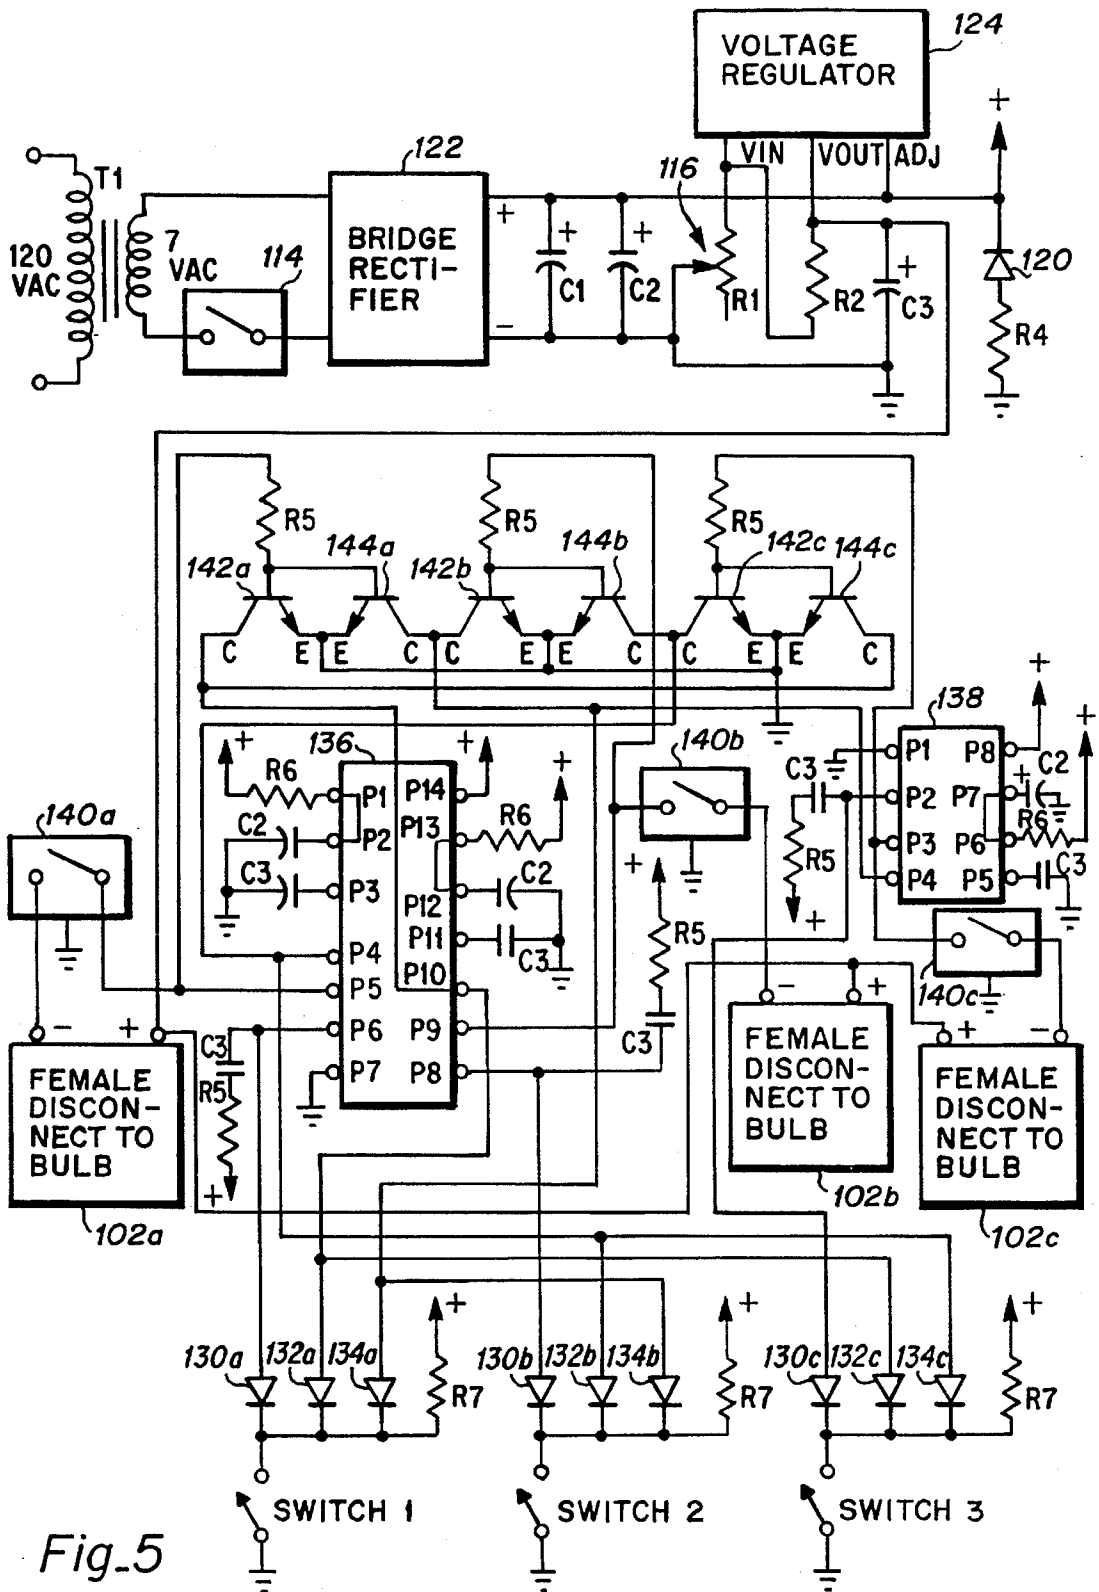 124
VOLTAGE
REGULATOR
+
122
VIN
VOUT
ADJ
T1
116
120
VAC
7
VAC
114
BRIDGE
RECTI-
FIER
+
-
+
C1
+
C2
R1
R2
+
C3
120
R4
R5
R5
R5
142a
144a
142b
144b
142c
144c
C
E
E
C
C
E
E
C
C
E
E
C
136
+
+
R6
P1
P14
C2
P2
P13
R6
+
C3
P3
P12
C2
P11
C3
P4
P10
P5
P6
P9
P7
P8
140a
140b
138
+
+
P1
P8
C3
P2
P7
+
C2
P3
P6
R6
R5
P4
P5
C3
+
+
R5
C3
140c
C3
R5
+
-
+
FEMALE
DISCON-
NECT TO
BULB
102a
-
+
FEMALE
DISCON-
NECT TO
BULB
102b
+
-
FEMALE
DISCON-
NECT TO
BULB
102c
130a
132a
134a
+
R7
130b
132b
134b
+
R7
130c
132c
134c
+
R7
SWITCH 1
SWITCH 2
SWITCH 3
Fig_5